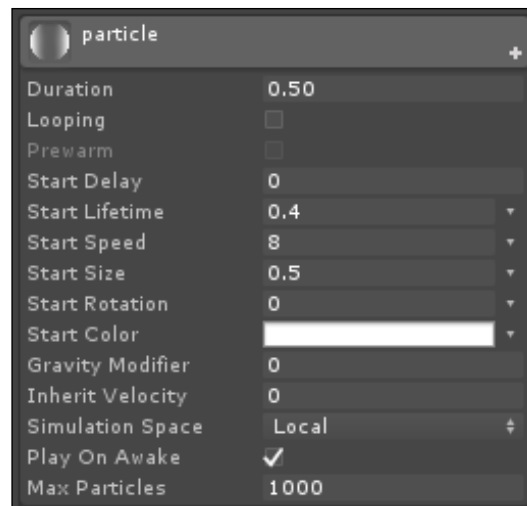 particle
Duration 0.50
Looping
Prewarm
Start Delay 0
Start Lifetime 0.4
Start Speed 8
Start Size 0.5
Start Rotation 0
Start Color
Gravity Modifier 0
Inherit Velocity 0
Simulation Space Local
Play On Awake
Max Particles 1000